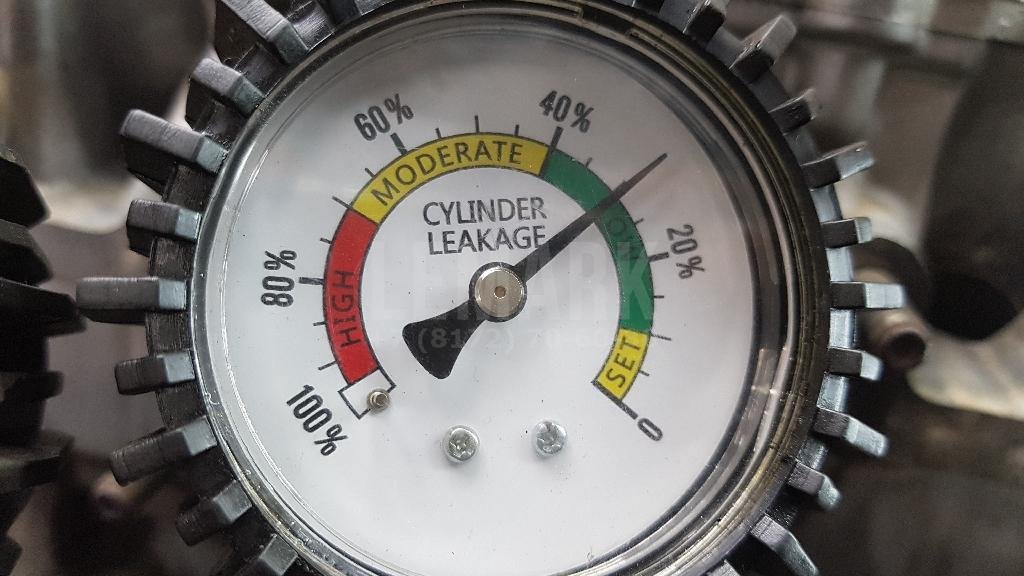 60%
40%
MODERATE
CYLINDER
LEAKAGE
20%
80%
HIGH
SET
100%
0